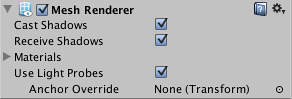 Mesh Renderer
Cast Shadows
Receive Shadows
Materials
Use Light Probes
Anchor Override None (Transform)